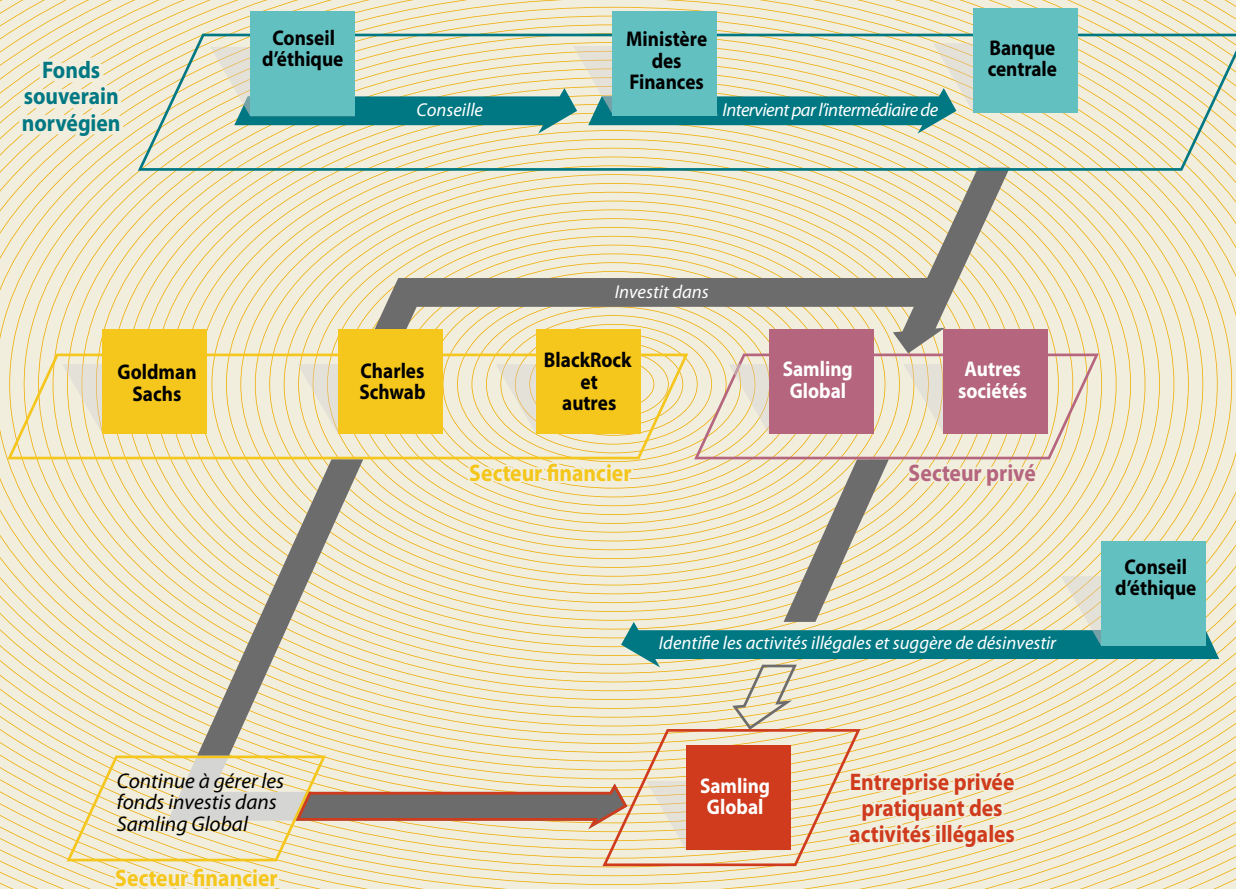 Fonds
souverain
norvégien
Conseil
d'éthique
Conseille
Ministère
des
Finances
Intervient par l'intermédiaire de
Banque
centrale
Investit dans
Goldman
Sachs
Charles
Schwab
BlackRock
et
autres
Secteur financier
Samling
Global
Autres
sociétés
Secteur privé
Conseil
d'éthique
Identifie les activités illégales et suggère de désinvestir
Continue à gérer les
fonds investis dans
Samling Global
Secteur financier
Samling
Global
Entreprise privée
pratiquant des
activités illégales